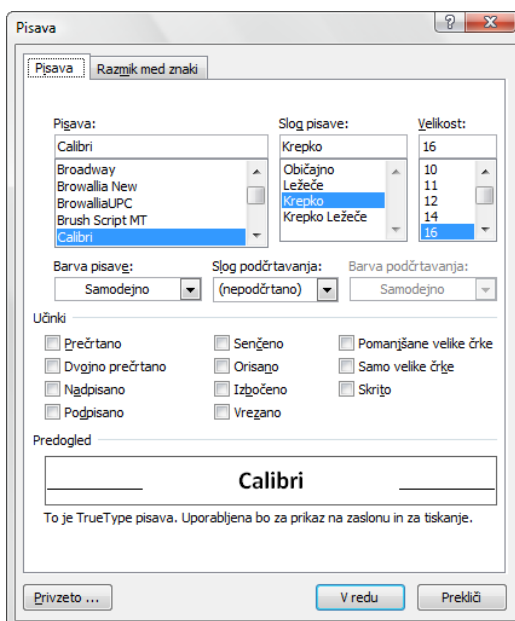 Pisava
Pisava
Razmik med znaki
Pisava:
Slog pisave:
Velikost:
Calibri
Krepko
16
Broadway
Browallia New
BrowalliaUPC
Brush Script MT
Calibri
Običajno
Ležeče
Krepko
Krepko Ležeče
10
11
12
14
16
Barva pisave:
Slog podčrtavanja:
Barva podčrtavanja:
Samodejno
(nepodčrtano)
Samodejno
Učinki
Prečrtano
Senčeno
Pomanjšane velike črke
Dvojno prečrtano
Orisano
Samo velike črke
Nadpisano
Izbočeno
Skrito
Podpisano
Vrezano
Predogled
Calibri
To je TrueType pisava. Uporabljena bo za prikaz na zaslonu in za tiskanje.
Privzeto ...
V redu
Prekliči